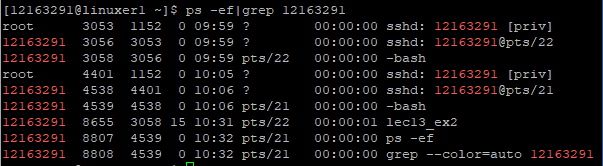 [12163291@linuxer1 ~]$ ps -ef|grep 12163291
root 3053 1152 0 09:59 ? 00:00:00 sshd: 12163291 [priv]
12163291 3056 3053 0 09:59 ? 00:00:00 sshd: 12163291@pts/22
12163291 3058 3056 0 09:59 pts/22 00:00:00 -bash
root 4401 1152 0 10:05 ? 00:00:00 sshd: 12163291 [priv]
12163291 4538 4401 0 10:06 ? 00:00:00 sshd: 12163291@pts/21
12163291 4539 4538 0 10:06 pts/21 00:00:00 -bash
12163291 8655 3058 15 10:31 pts/22 00:00:01 lec13_ex2
12163291 8807 4539 0 10:32 pts/21 00:00:00 ps -ef
12163291 8808 4539 0 10:32 pts/21 00:00:00 grep --color=auto 12163291